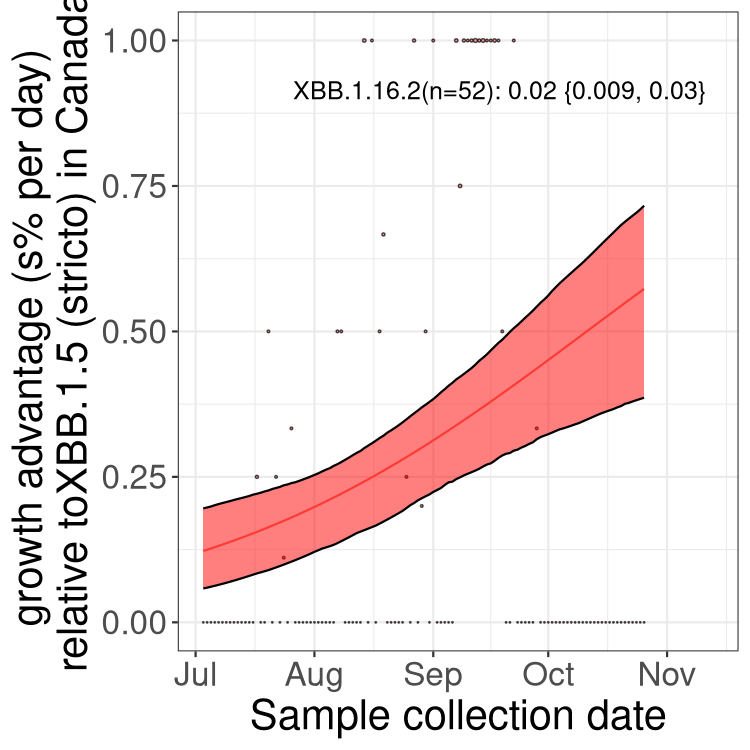 growth advantage (s% per day)
relative toXBB.1.5 (stricto) in Canada
1.00
0.75
0.50
0.25
0.00
XBB.1.16.2(n=52): 0.02 {0.009, 0.03}
Jul Aug Sep Oct Nov
Sample collection date